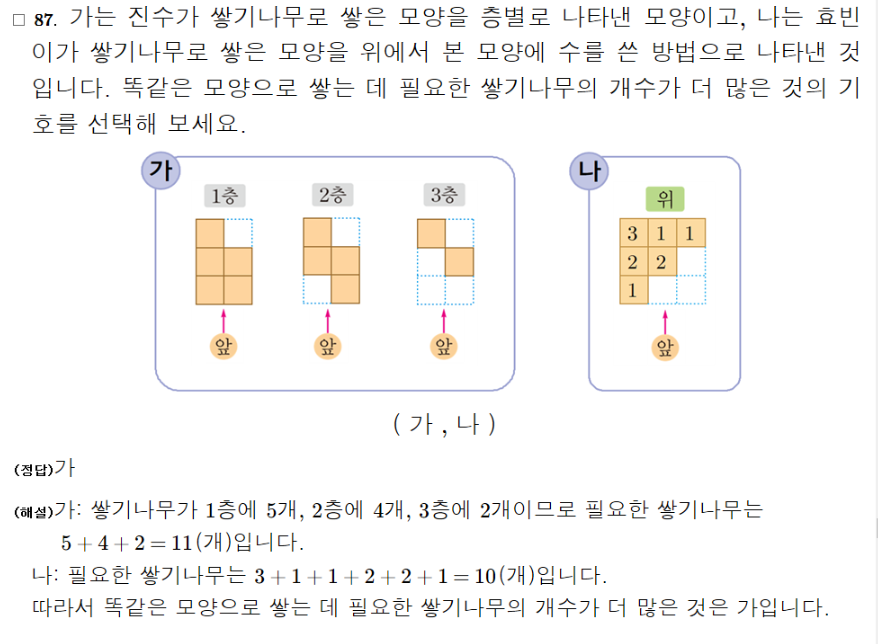 □ 87. 가는 진수가 쌓기나무로 쌓은 모양을 층별로 나타낸 모양이고, 나는 효빈
이가 쌓기나무로 쌓은 모양을 위에서 본 모양에 수를 쓴 방법으로 나타낸 것
입니다. 똑같은 모양으로 쌓는 데 필요한 쌓기나무의 개수가 더 많은 것의 기
호를 선택해 보세요.
가
1층 2층 3층
앞 앞 앞
나
위
3 1 1
2 2
1
앞
( 가 , 나 )
(정답)가
(해설)가: 쌓기나무가 1층에 5개, 2층에 4개, 3층에 2개이므로 필요한 쌓기나무는
5 + 4 + 2 = 11(개)입니다.
나: 필요한 쌓기나무는 3 + 1 + 1 + 2 + 2 + 1 = 10(개)입니다.
따라서 똑같은 모양으로 쌓는 데 필요한 쌓기나무의 개수가 더 많은 것은 가입니다.